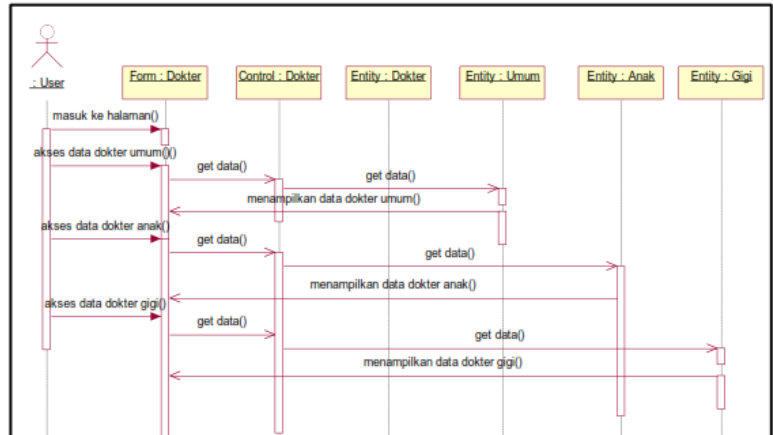 : User
Form : Dokter
Control : Dokter
Entity : Dokter
Entity : Umum
Entity : Anak
Entity : Gigi
masuk ke halaman()
akses data dokter umum()()
get data()
get data()
menampilkan data dokter umum()
akses data dokter anak()
get data()
get data()
menampilkan data dokter anak()
akses data dokter gigi()
get data()
get data()
menampilkan data dokter gigi()